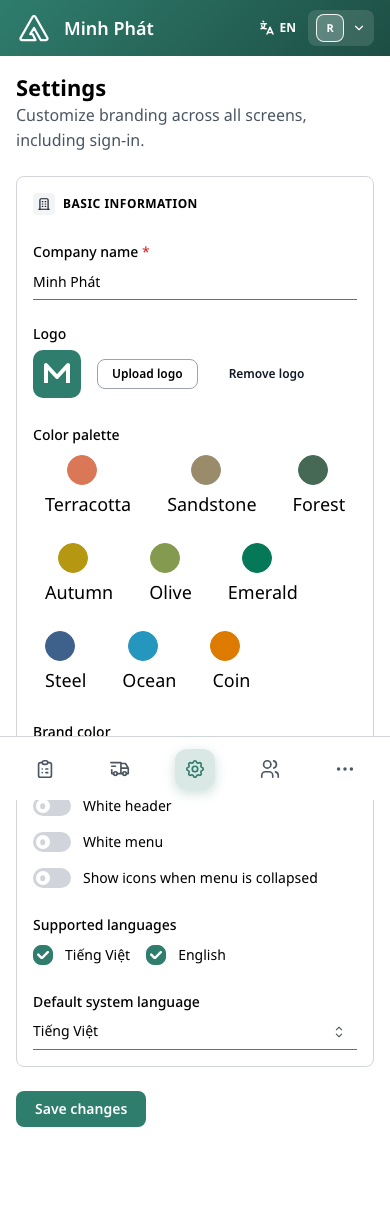 Minh Phát
EN
R
Settings
Customize branding across all screens,
including sign-in.
BASIC INFORMATION
Company name *
Minh Phát
Logo
Upload logo
Remove logo
Color palette
Terracotta
Sandstone
Forest
Autumn
Olive
Emerald
Steel
Ocean
Coin
Brand color
White header
White menu
Show icons when menu is collapsed
Supported languages
Tiếng Việt
English
Default system language
Tiếng Việt
Save changes